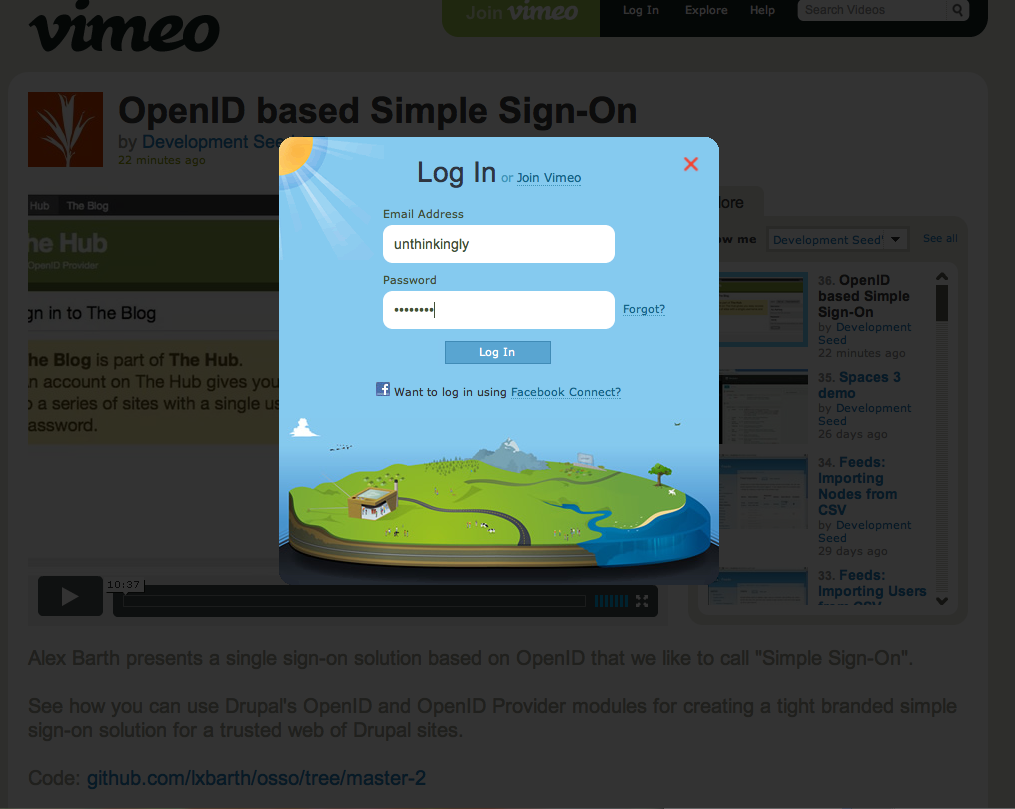 vimeo
Join vimeo
Log In
Explore
Help
Search Videos
OpenID based Simple Sign-On
by Development Seed
22 minutes ago
Hub
The Blog
he Hub
OpenID Provider
gn in to The Blog
he Blog is part of The Hub.
n account on The Hub gives you
a series of sites with a single us
assword.
Log In or Join Vimeo
Email Address
unthinkingly
Password
••••••••
Forgot?
Log In
Want to log in using Facebook Connect?
ore
ow me
Development Seed'
See all
36. OpenID
based Simple
Sign-On
by Development
Seed
22 minutes ago
35. Spaces 3
demo
by Development
Seed
26 days ago
34. Feeds:
Importing
Nodes from
CSV
by Development
Seed
29 days ago
33. Feeds:
Importing Users
from CSV
10:37
Alex Barth presents a single sign-on solution based on OpenID that we like to call "Simple Sign-On".
See how you can use Drupal's OpenID and OpenID Provider modules for creating a tight branded simple
sign-on solution for a trusted web of Drupal sites.
Code: github.com/lxbarth/osso/tree/master-2